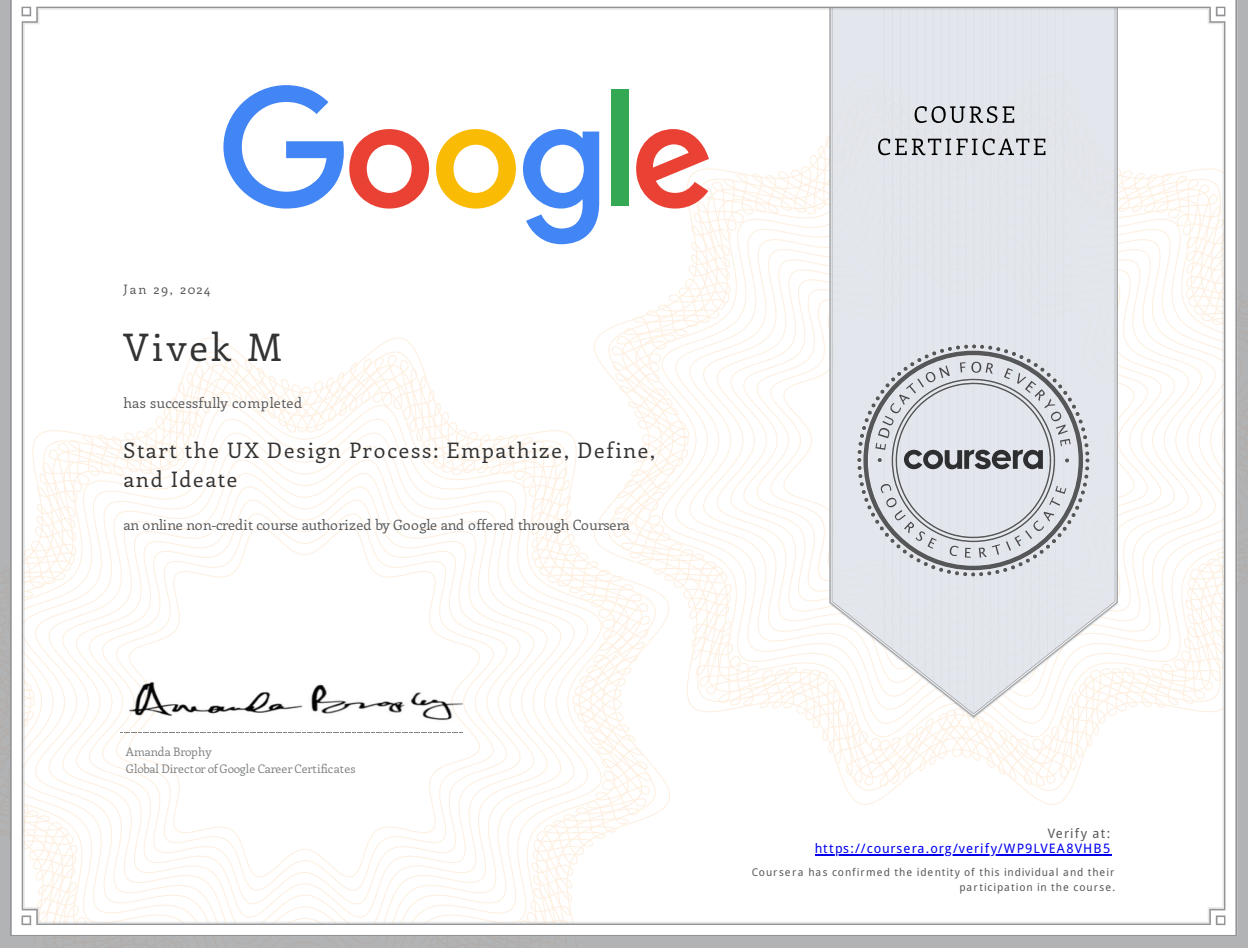 Google
COURSE
CERTIFICATE
Jan 29, 2024
Vivek M
has successfully completed
Start the UX Design Process: Empathize, Define,
and Ideate
an online non-credit course authorized by Google and offered through Coursera
EDUCATION FOR EVERYONE
coursera
COURSE CERTIFICATE
Amanda Brophy
Amanda Brophy
Global Director of Google Career Certificates
Verify at:
https://coursera.org/verify/WP9LVEA8VHB5
Coursera has confirmed the identity of this individual and their
participation in the course.